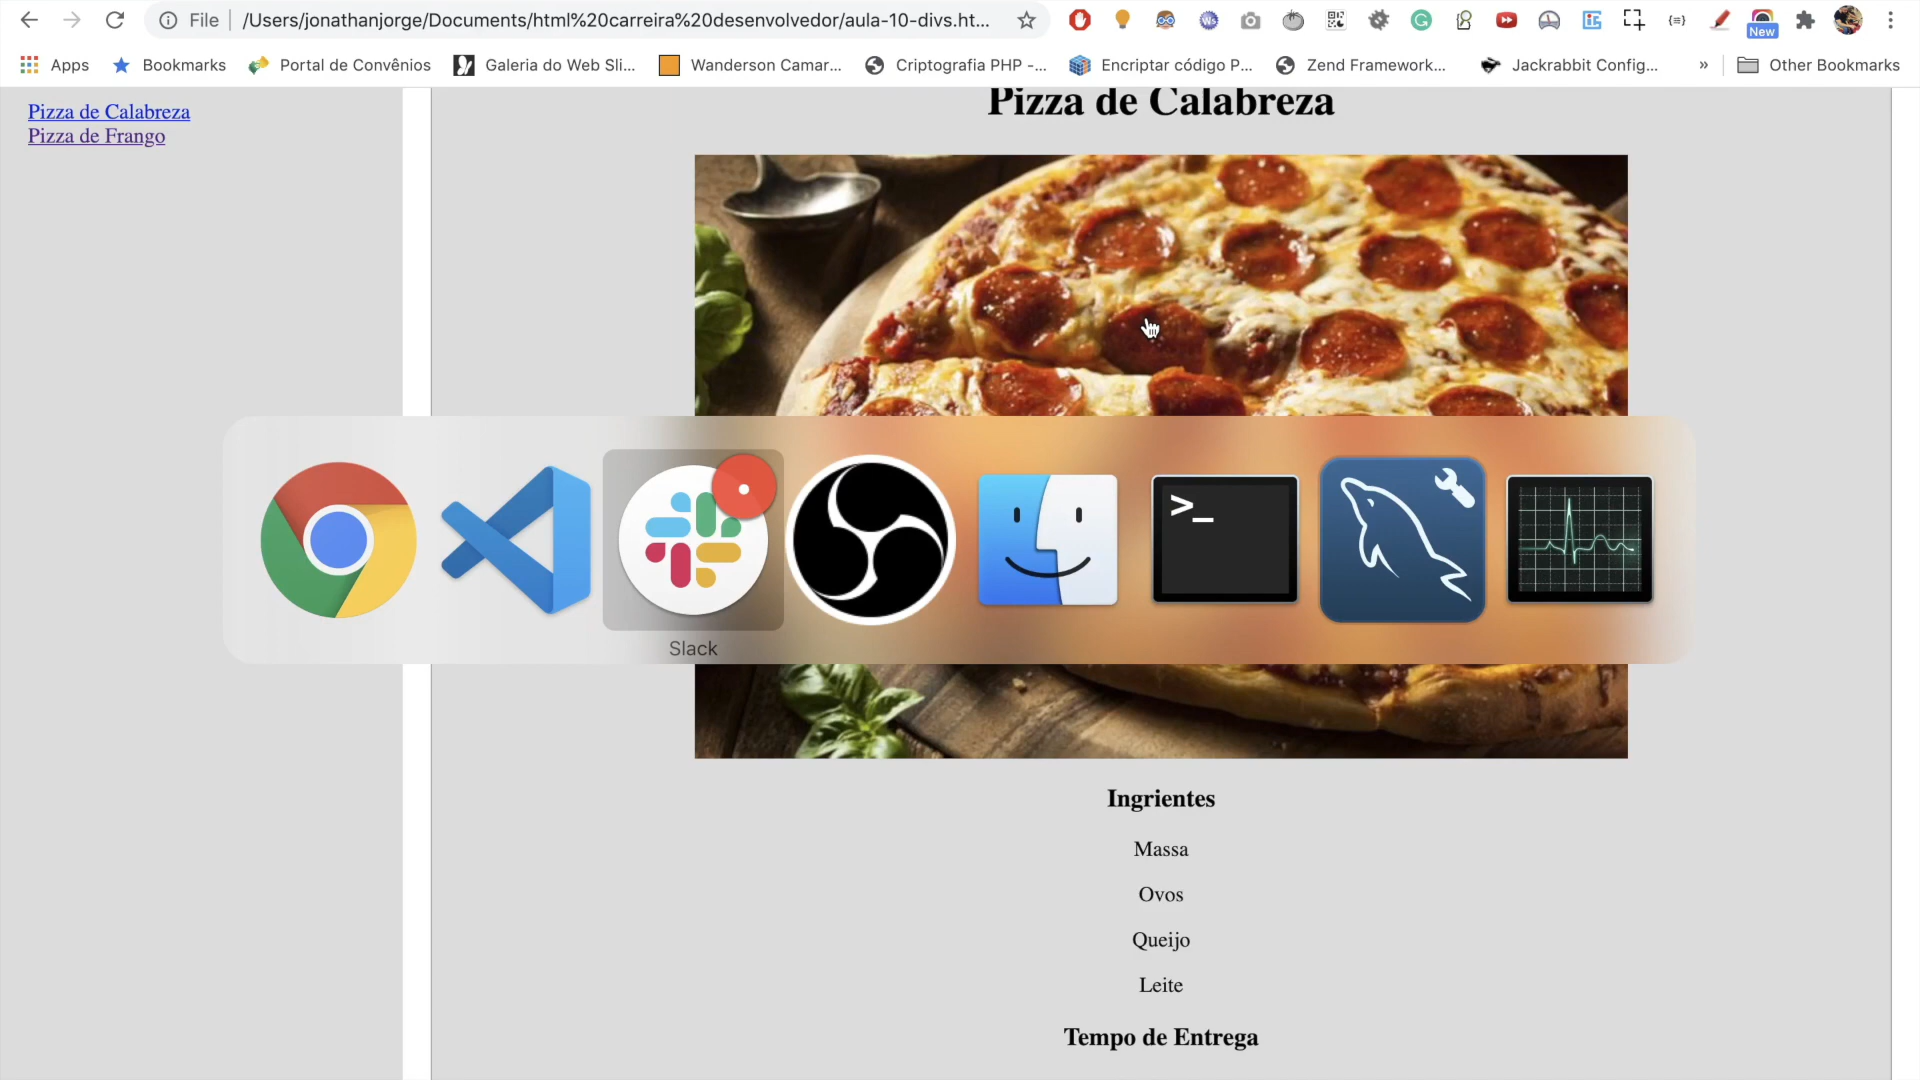 File
/Users/jonathanjorge/Documents/html%20carreira%20desenvolvedor/aula-10-divs.ht...
New
Apps
Bookmarks
Portal de Convênios
Galeria do Web Sli...
Wanderson Camar...
Criptografia PHP -...
Encriptar código P...
Zend Framework...
Jackrabbit Config...
»
Other Bookmarks
Pizza de Calabreza
Pizza de Frango
Pizza de Calabreza
>_
Slack
Ingrientes
Massa
Ovos
Queijo
Leite
Tempo de Entrega